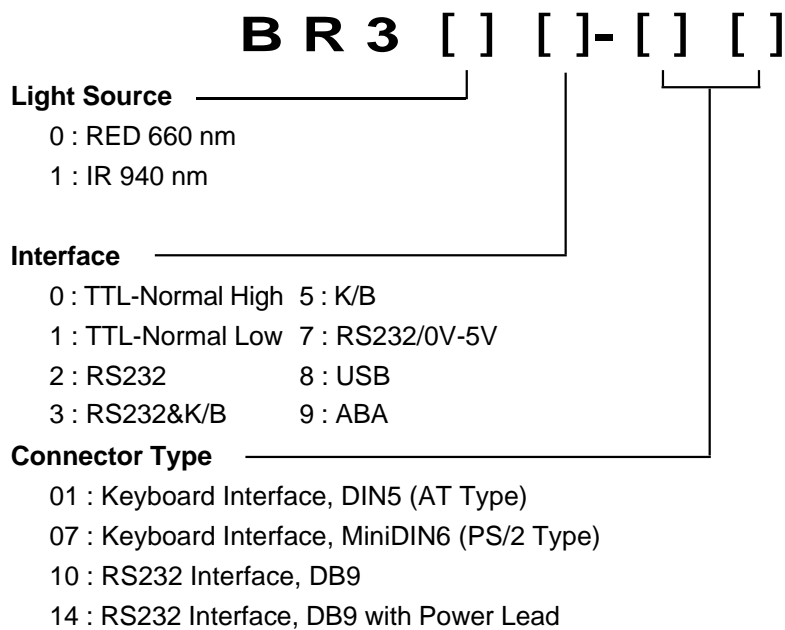 BR3 [ ] [ ]- [ ] [ ]
Light Source
0 : RED 660 nm
1 : IR 940 nm
Interface
0 : TTL-Normal High 5 : K/B
1 : TTL-Normal Low 7 : RS232/0V-5V
2 : RS232 8 : USB
3 : RS232&K/B 9 : ABA
Connector Type
01 : Keyboard Interface, DIN5 (AT Type)
07 : Keyboard Interface, MiniDIN6 (PS/2 Type)
10 : RS232 Interface, DB9
14 : RS232 Interface, DB9 with Power Lead